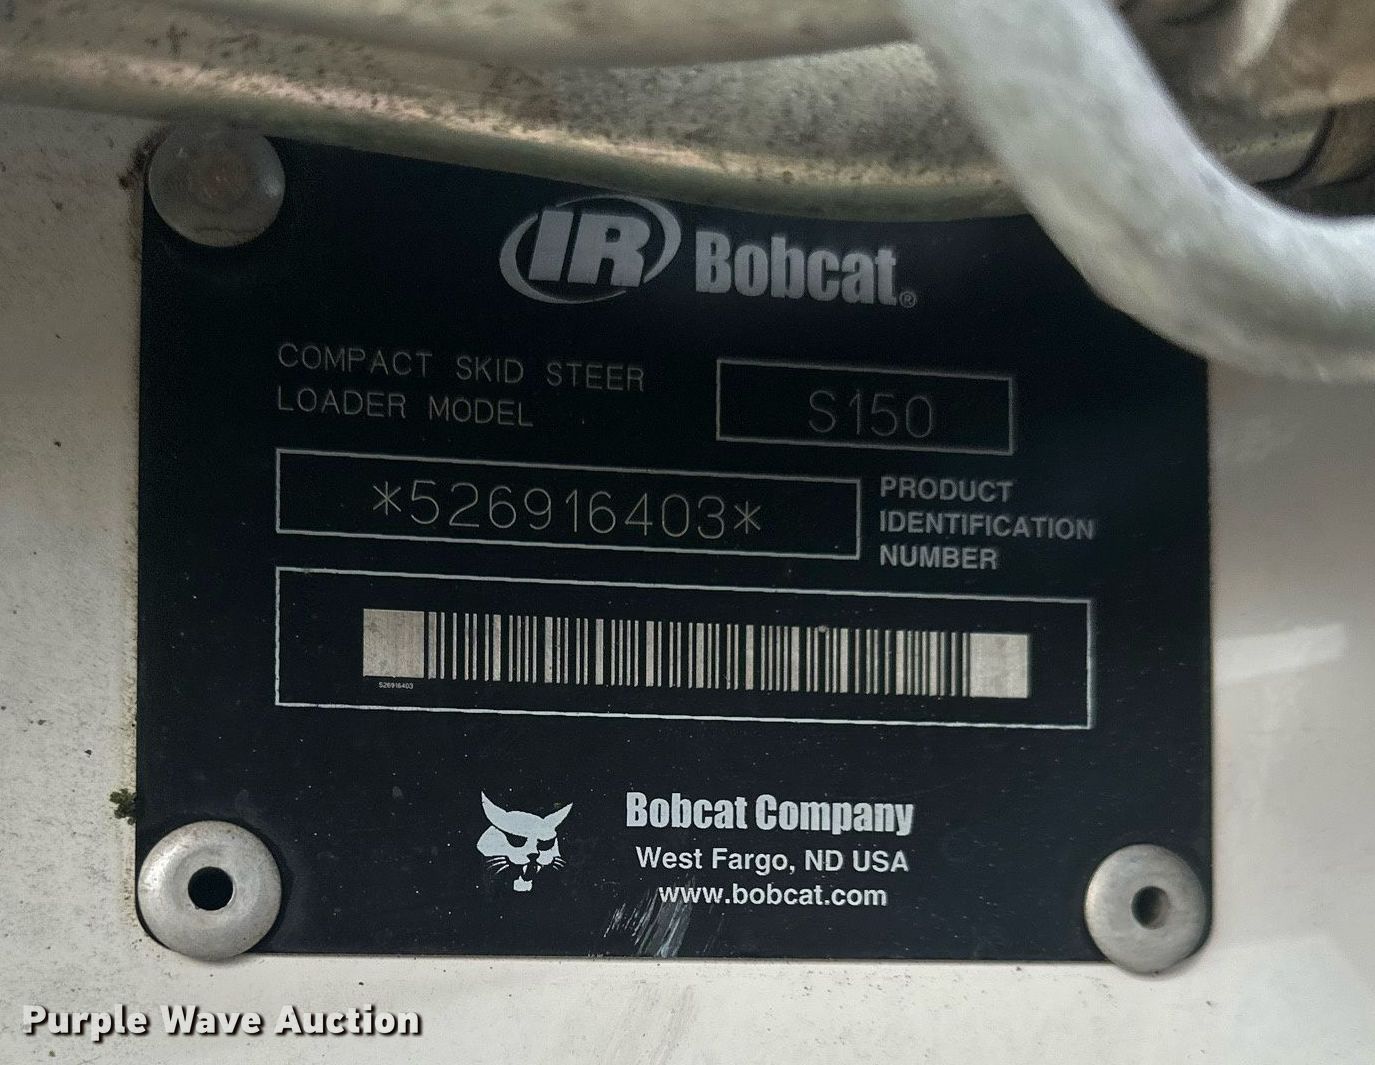 IR Bobcat®
COMPACT SKID STEER
LOADER MODEL
S150
*526916403*
PRODUCT
IDENTIFICATION
NUMBER
526916403
Bobcat Company
West Fargo, ND USA
www.bobcat.com
Purple Wave Auction